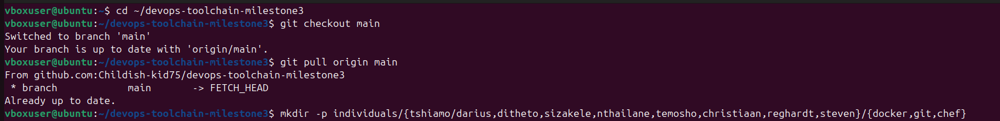 vboxuser@ubuntu:~$ cd ~/devops-toolchain-milestone3
vboxuser@ubuntu:~/devops-toolchain-milestone3$ git checkout main
Switched to branch 'main'
Your branch is up to date with 'origin/main'.
vboxuser@ubuntu:~/devops-toolchain-milestone3$ git pull origin main
From github.com:Childish-kid75/devops-toolchain-milestone3
 * branch            main       -> FETCH_HEAD
Already up to date.
vboxuser@ubuntu:~/devops-toolchain-milestone3$ mkdir -p individuals/{tshiamo/darius,ditheto,sizakele,nthailane,temosho,christiaan,reghardt,steven}/{docker,git,chef}